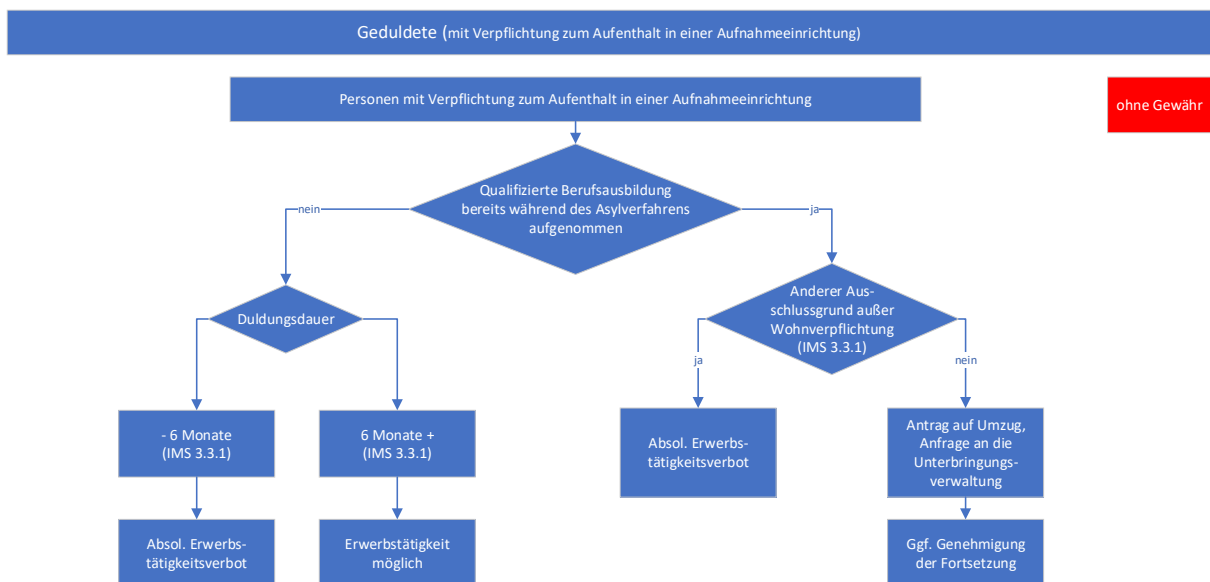 Geduldete (mit Verpflichtung zum Aufenthalt in einer Aufnahmeeinrichtung)
Personen mit Verpflichtung zum Aufenthalt in einer Aufnahmeeinrichtung
ohne Gewähr
Qualifizierte Berufsausbildung
bereits während des Asylverfahrens
aufgenommen
nein
ja
Duldungsdauer
Anderer Aus-
schlussgrund außer
Wohnverpflichtung
(IMS 3.3.1)
ja
nein
- 6 Monate
(IMS 3.3.1)
6 Monate +
(IMS 3.3.1)
Absol. Erwerbs-
tätigkeitsverbot
Antrag auf Umzug,
Anfrage an die
Unterbringungs-
verwaltung
Absol. Erwerbs-
tätigkeitsverbot
Erwerbstätigkeit
möglich
Ggf. Genehmigung
der Fortsetzung